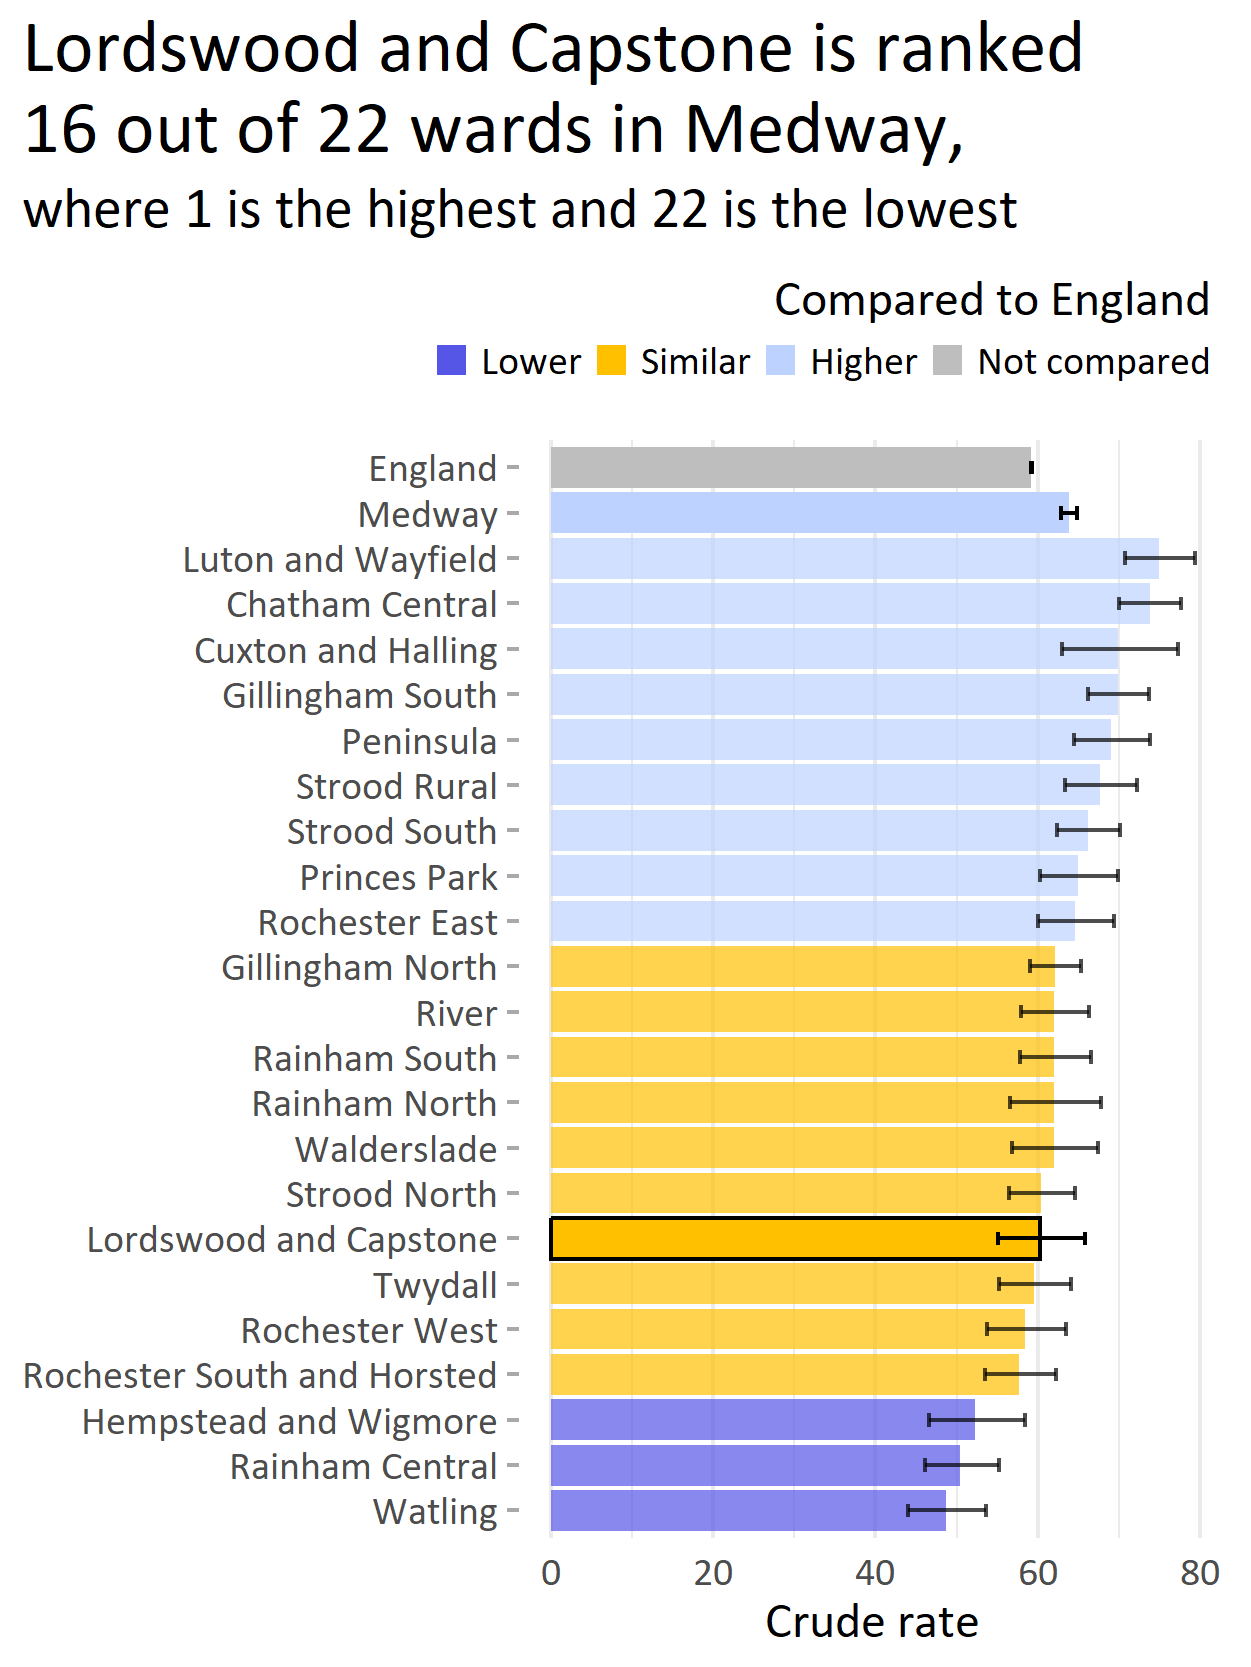 Lordswood and Capstone is ranked
16 out of 22 wards in Medway,
where 1 is the highest and 22 is the lowest
Compared to England
Lower Similar Higher Not compared
England
Medway
Luton and Wayfield
Chatham Central
Cuxton and Halling
Gillingham South
Peninsula
Strood Rural
Strood South
Princes Park
Rochester East
Gillingham North
River
Rainham South
Rainham North
Walderslade
Strood North
Lordswood and Capstone
Twydall
Rochester West
Rochester South and Horsted
Hempstead and Wigmore
Rainham Central
Watling
0 20 40 60 80
Crude rate